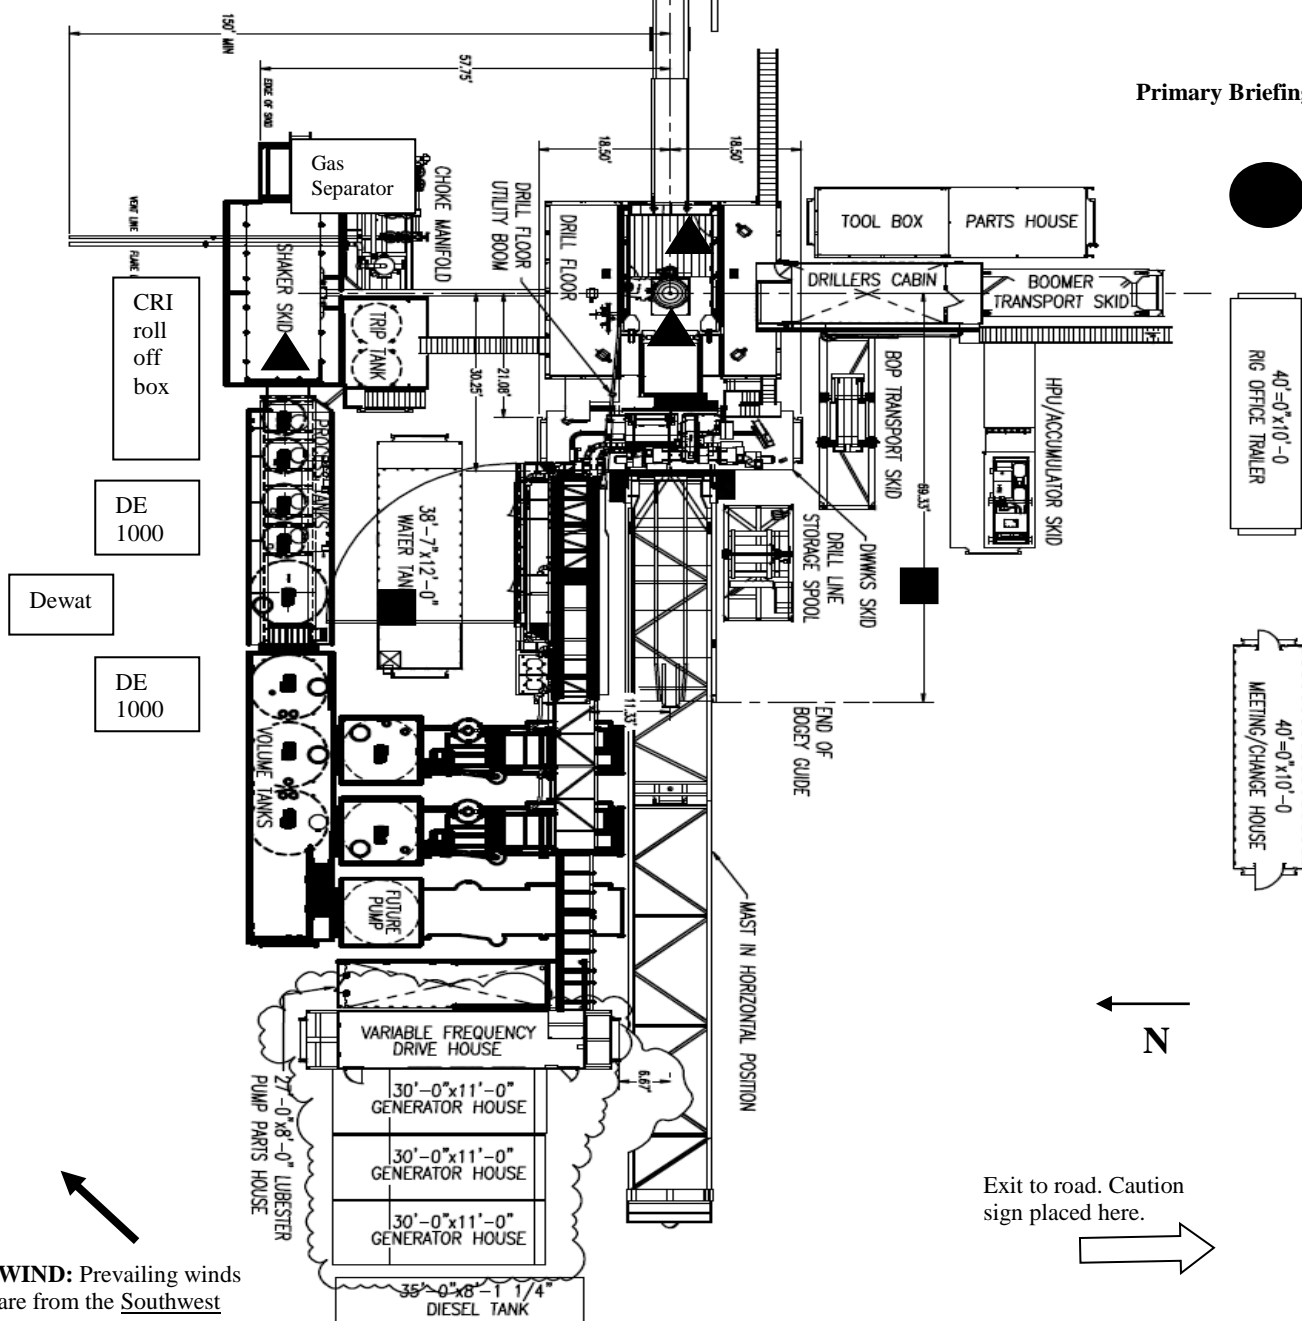 150' MIN
57.75'
EDGE OF SKID
Primary Briefing
18.50'
18.50'
Gas
Separator
CHOKE MANIFOLD
DRILL FLOOR
UTILITY BOOM
DRILL FLOOR
TOOL BOX
PARTS HOUSE
VENT LINE
SHAKER SKID
DRILLERS CABIN
BOOMER
TRANSPORT SKID
CRI
roll
off
box
TRIP TANK
21.08'
30.25'
BOP TRANSPORT SKID
HPU/ACCUMULATOR SKID
40'=0"x10'-0
RIG OFFICE TRAILER
PROCESS TANKS
DE
1000
38'-7"x12'-0"
WATER TANK
69.33'
DWWKS SKID
DRILL LINE
STORAGE SPOOL
Dewat
DE
1000
11.33'
END OF
BOGEY GUIDE
40'=0"x10'-0
MEETING/CHANGE HOUSE
VOLUME TANKS
FUTURE
PUMP
MAST IN HORIZONTAL POSITION
N
VARIABLE FREQUENCY
DRIVE HOUSE
6.67'
30'-0"x11'-0"
GENERATOR HOUSE
27'-0"x8'-0" LUBESTER
PUMP PARTS HOUSE
30'-0"x11'-0"
GENERATOR HOUSE
30'-0"x11'-0"
GENERATOR HOUSE
Exit to road. Caution
sign placed here.
WIND: Prevailing winds
are from the Southwest
35'-0"x8'-1 1/4"
DIESEL TANK